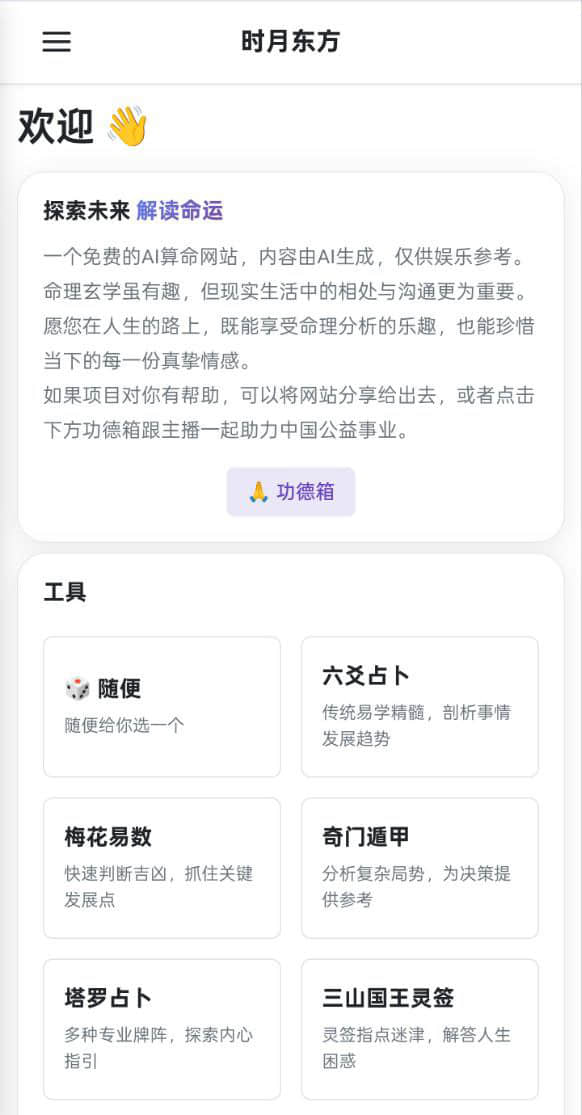 时月东方
欢迎 👋
探索未来 解读命运
一个免费的AI算命网站，内容由AI生成，仅供娱乐参考。
命理玄学虽有趣，但现实生活中的相处与沟通更为重要。
愿您在人生的路上，既能享受命理分析的乐趣，也能珍惜
当下的每一份真挚情感。
如果项目对你有帮助，可以将网站分享给出去，或者点击
下方功德箱跟主播一起助力中国公益事业。
🙏 功德箱
工具
🎲 随便
随便给你选一个
六爻占卜
传统易学精髓，剖析事情
发展趋势
梅花易数
快速判断吉凶，抓住关键
发展点
奇门遁甲
分析复杂局势，为决策提
供参考
塔罗占卜
多种专业牌阵，探索内心
指引
三山国王灵签
灵签指点迷津，解答人生
困惑